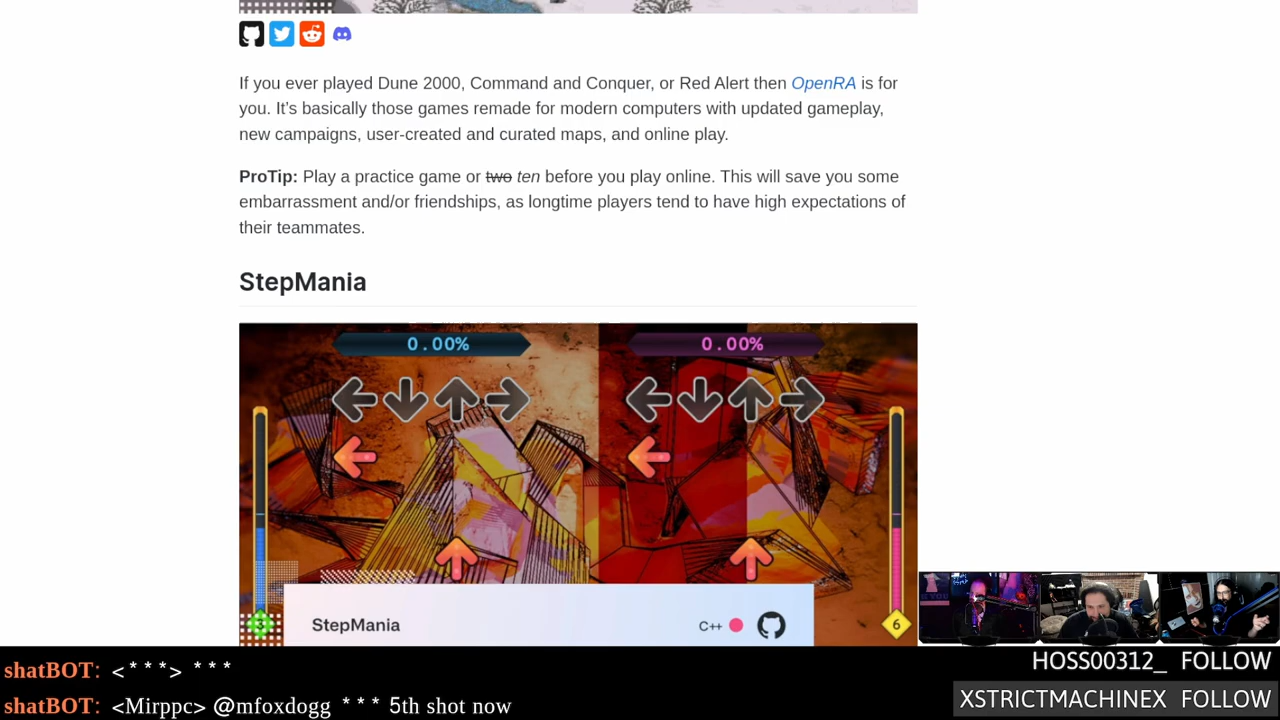 If you ever played Dune 2000, Command and Conquer, or Red Alert then OpenRA is for
you. It's basically those games remade for modern computers with updated gameplay,
new campaigns, user-created and curated maps, and online play.
ProTip: Play a practice game or two ten before you play online. This will save you some
embarrassment and/or friendships, as longtime players tend to have high expectations of
their teammates.
StepMania
0.00% 0.00%
6
StepMania C++
shatBOT: <***> ***
shatBOT: <Mirppc> @mfoxdogg *** 5th shot now
HOSS00312_ FOLLOW
XSTRICTMACHINEX FOLLOW